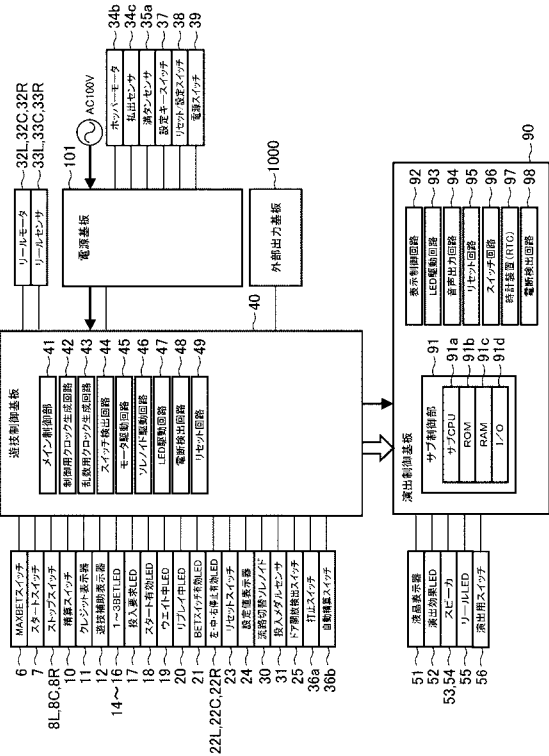 32L,32C,32R
33L,33C,33R
リールモータ
リールセンサ
101
電源基板
AC100V
ホッパーモータ
払出センサ
満タンセンサ
設定キースイッチ
リセット/設定スイッチ
電源スイッチ
34b
34c
35a
37
38
39
1000
外部出力基板
40
遊技制御基板
メイン制御部 41
制御用クロック生成回路 42
乱数用クロック生成回路 43
スイッチ検出回路 44
モータ駆動回路 45
ソレノイド駆動回路 46
LED駆動回路 47
電断検出回路 48
リセット回路 49
6 MAXBETスイッチ
7 スタートスイッチ
8L,8C,8R ストップスイッチ
10 精算スイッチ
11 クレジット表示器
12 遊技補助表示器
14～16 1～3BETLED
17 投入要求LED
18 スタート有効LED
19 ウエイト中LED
20 リプレイ中LED
21 BETスイッチ有効LED
22L,22C,22R 左・中・右停止有効LED
23 リセットスイッチ
24 設定値表示器
30 流路切替ソレノイド
31 投入メダルセンサ
25 ドア開放検出スイッチ
36a 打止スイッチ
36b 自動精算スイッチ
90
演出制御基板
91
サブ制御部
サブCPU 91a
ROM 91b
RAM 91c
I/O 91d
表示制御回路 92
LED駆動回路 93
音声出力回路 94
リセット回路 95
スイッチ回路 96
時計装置(RTC) 97
電断検出回路 98
51 液晶表示器
52 演出効果LED
53,54 スピーカ
55 リールLED
56 演出用スイッチ